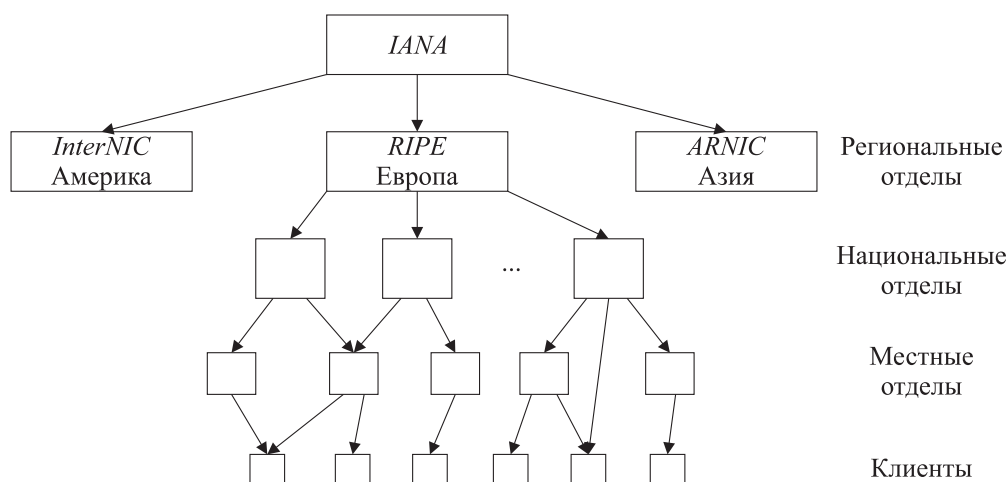 IANA
InterNIC
Америка
RIPE
Европа
ARNIC
Азия
Региональные
отделы
...
Национальные
отделы
Местные
отделы
Клиенты